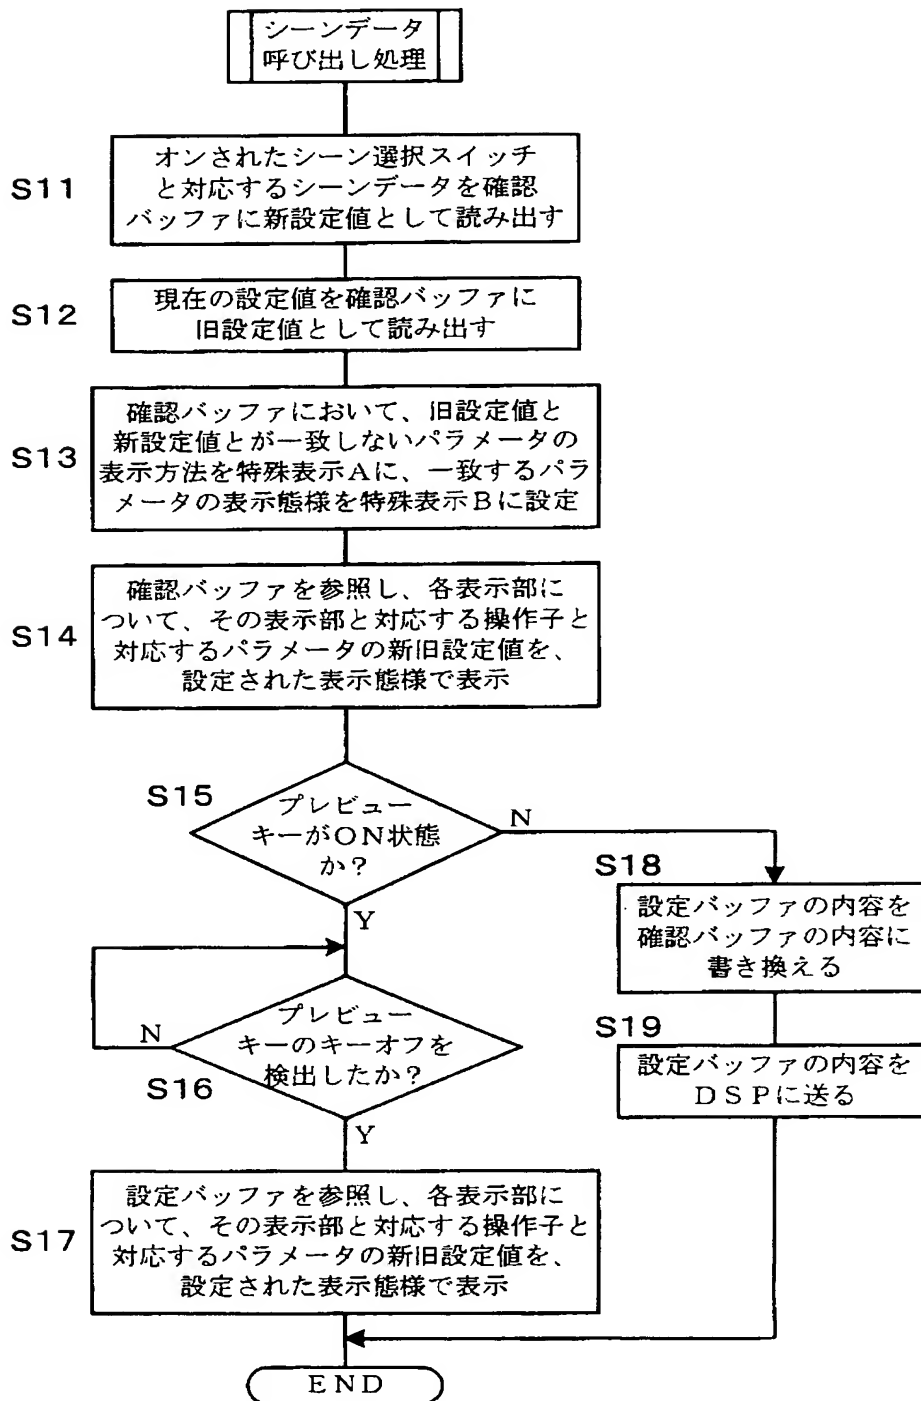 シーンデータ
呼び出し処理
S11
オンされたシーン選択スイッチ
と対応するシーンデータを確認
バッファに新設定値として読み出す
S12
現在の設定値を確認バッファに
旧設定値として読み出す
S13
確認バッファにおいて、旧設定値と
新設定値とが一致しないパラメータの
表示方法を特殊表示Aに、一致するパラ
メータの表示態様を特殊表示Bに設定
S14
確認バッファを参照し、各表示部に
ついて、その表示部と対応する操作子と
対応するパラメータの新旧設定値を、
設定された表示態様で表示
S15
プレビュー
キーがON状態
か？
N
Y
S18
設定バッファの内容を
確認バッファの内容に
書き換える
S16
プレビュー
キーのキーオフを
検出したか？
N
Y
S19
設定バッファの内容を
DSPに送る
S17
設定バッファを参照し、各表示部に
ついて、その表示部と対応する操作子と
対応するパラメータの新旧設定値を、
設定された表示態様で表示
END